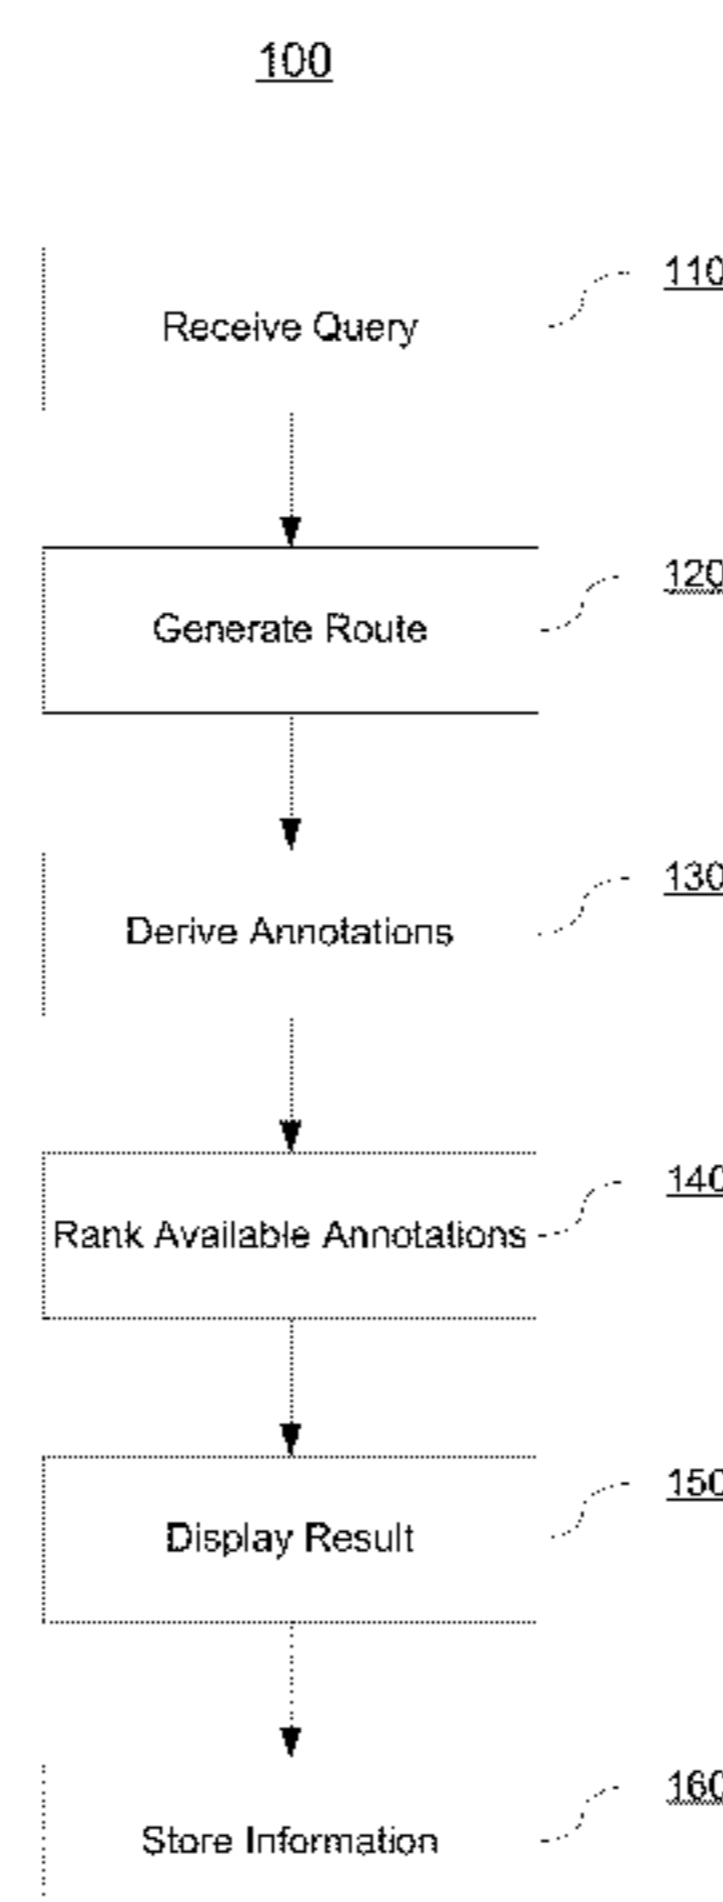 100
110
Receive Query
120
Generate Route
130
Derive Annotations
140
Rank Available Annotations
150
Display Result
160
Store Information